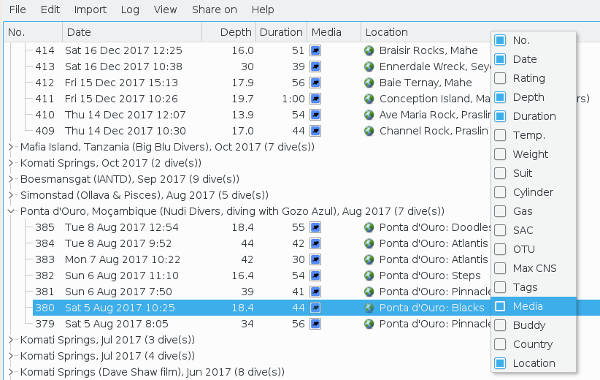 File Edit Import Log View Share on Help
No. Date Depth Duration Media Location
414 Sat 16 Dec 2017 12:25 16.0 51 Braisir Rocks, Mahe
413 Sat 16 Dec 2017 10:38 30 39 Ennerdale Wreck, Sey
412 Fri 15 Dec 2017 15:13 17.9 56 Baie Ternay, Mahe
411 Fri 15 Dec 2017 10:26 19.7 1:00 Conception Island, Ma ers)
410 Thu 14 Dec 2017 12:07 13.9 54 Ave Maria Rock, Praslin
409 Thu 14 Dec 2017 10:30 17.0 44 Channel Rock, Praslin
Mafia Island, Tanzania (Big Blu Divers), Oct 2017 (7 dive(s))
Komati Springs, Oct 2017 (2 dive(s))
Boesmansgat (IANTD), Sep 2017 (9 dive(s))
Simonstad (Ollava & Pisces), Aug 2017 (5 dive(s))
Ponta d'Ouro, Moçambique (Nudi Divers, diving with Gozo Azul), Aug 2017 (7 dive(s))
385 Tue 8 Aug 2017 12:54 18.4 55 Ponta d'Ouro: Doodles
384 Tue 8 Aug 2017 9:52 44 42 Ponta d'Ouro: Atlantis
383 Mon 7 Aug 2017 10:22 42 30 Ponta d'Ouro: Atlantis
382 Sun 6 Aug 2017 11:10 16.4 54 Ponta d'Ouro: Steps
381 Sun 6 Aug 2017 7:50 39 41 Ponta d'Ouro: Pinnacle
380 Sat 5 Aug 2017 10:25 18.4 44 Ponta d'Ouro: Blacks
379 Sat 5 Aug 2017 8:05 34 56 Ponta d'Ouro: Pinnacle
Komati Springs, Jul 2017 (3 dive(s))
Komati Springs, Jul 2017 (4 dive(s))
Komati Springs (Dave Shaw film), Jun 2017 (8 dive(s))
No.
Date
Rating
Depth
Duration
Temp.
Weight
Suit
Cylinder
Gas
SAC
OTU
Max CNS
Tags
Media
Buddy
Country
Location